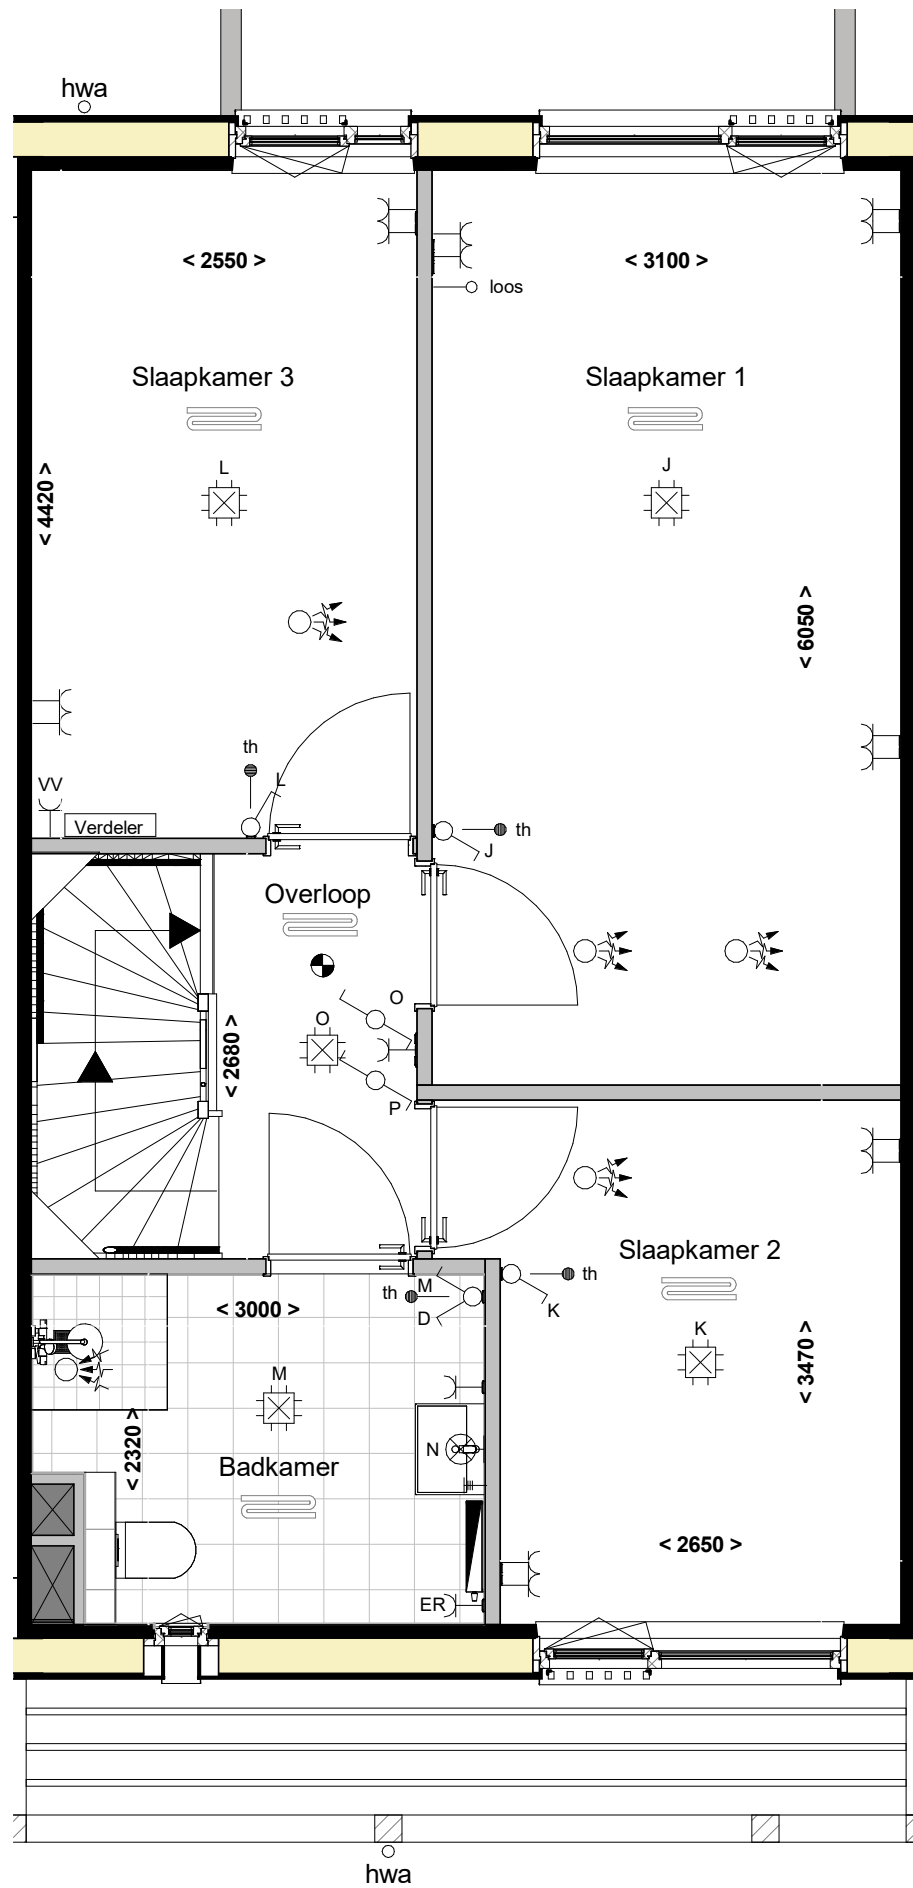 hwa
< 2550 >
< 3100 >
loos
Slaapkamer 3
Slaapkamer 1
L
J
< 4420 >
< 6050 >
th
L
VV
Verdeler
th
J
Overloop
O
O
< 2680 >
P
Slaapkamer 2
M
th
D
th
K
< 3000 >
K
< 3470 >
M
< 2320 >
N
Badkamer
< 2650 >
ER
hwa